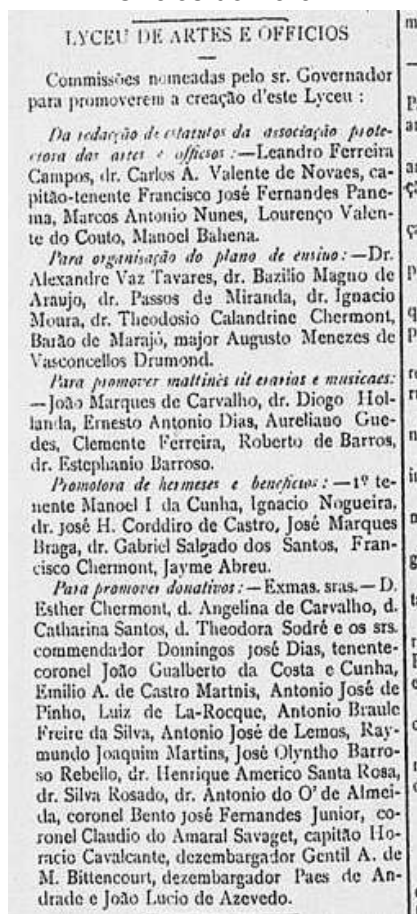 LYCEU DE ARTES E OFFICIOS
Commissões nomeadas pelo sr. Governador
para promoverem a creação d'este Lyceu :
Da redacção de estatutos da associação prote-
ctora das artes e officsos :—Leandro Ferreira
Campos, dr. Carlos A. Valente de Novaes, ca-
pitão-tenente Francisco José Fernandes Pane-
ma, Marcos Antonio Nunes, Lourenço Valen-
te do Couto, Manoel Bahena.
Para organisação do plano de ensino:—Dr.
Alexandre Vaz Tavares, dr. Bazilio Magno de
Araujo, dr. Passos de Miranda, dr. Ignacio
Moura, dr. Theodosio Calandrine Chermont,
Barão de Marajó, major Augusto Menezes de
Vasconcellos Drumond.
Para promover mattinés literarias e musicaes:
—João Marques de Carvalho, dr. Diogo Hol-
landa, Ernesto Antonio Dias, Aureliano Gue-
des, Clemente Ferreira, Roberto de Barros,
dr. Estephanio Barroso.
Promotora de hermeses e beneficios : —1º te-
nente Manoel I da Cunha, Ignacio Nogueira,
dr. José H. Corddiro de Castro, José Marques
Braga, dr. Gabriel Salgado dos Santos, Fran-
cisco Chermont, Jayme Abreu.
Para promover donativos:—Exmas. sras.—D.
Esther Chermont, d. Angelina de Carvalho, d.
Catharina Santos, d. Theodora Sodré e os srs.
commendador Domingos José Dias, tenente-
coronel João Gualberto da Costa e Cunha,
Emilio A. de Castro Martnis, Antonio José de
Pinho, Luiz de La-Rocque, Antonio Braule
Freire da Silva, Antonio José de Lemos, Ray-
mundo Joaquim Martins, José Olyntho Barro-
so Rebello, dr. Henrique Americo Santa Rosa,
dr. Silva Rosado, dr. Antonio do O' de Almei-
da, coronel Bento José Fernandes Junior, co-
ronel Claudio do Amaral Savaget, capitão Ho-
racio Cavalcante, dezembargador Gentil A. de
M. Bittencourt, dezembargador Paes de An-
drade e João Lucio de Azevedo.